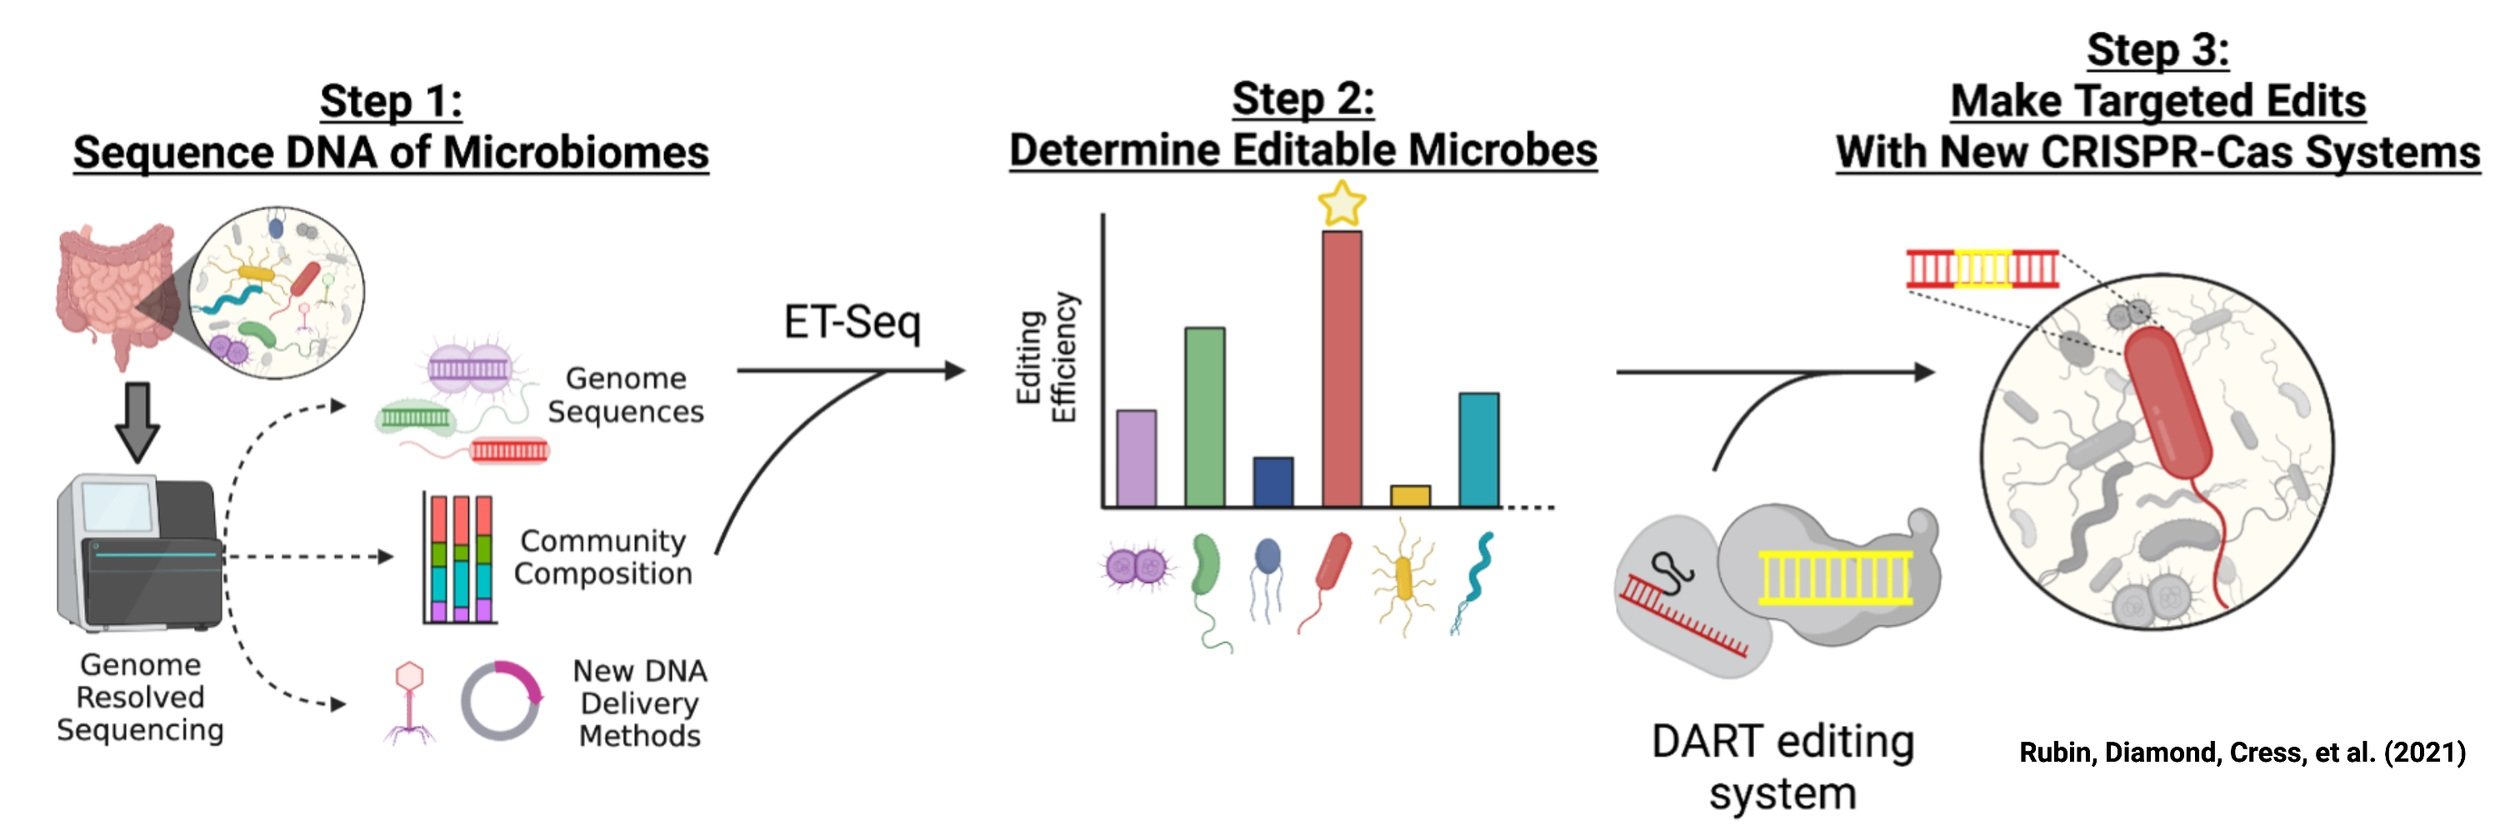 Step 1:
Sequence DNA of Microbiomes
Genome
Resolved
Sequencing
Genome
Sequences
Community
Composition
New DNA
Delivery
Methods
ET-Seq
Step 2:
Determine Editable Microbes
Editing
Efficiency
Step 3:
Make Targeted Edits
With New CRISPR-Cas Systems
DART editing
system
Rubin, Diamond, Cress, et al. (2021)